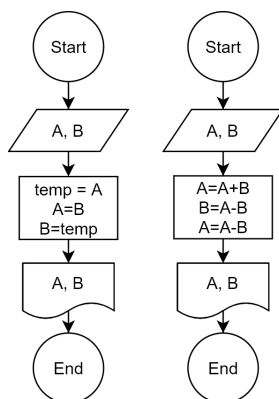 Start
A, B
temp = A
A=B
B=temp
A, B
End
Start
A, B
A=A+B
B=A-B
A=A-B
A, B
End